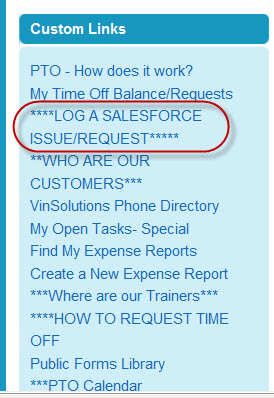 Custom Links
PTO - How does it work?
My Time Off Balance/Requests
****LOG A SALESFORCE
ISSUE/REQUEST*****
**WHO ARE OUR
CUSTOMERS***
VinSolutions Phone Directory
My Open Tasks- Special
Find My Expense Reports
Create a New Expense Report
***Where are our Trainers***
****HOW TO REQUEST TIME
OFF
Public Forms Library
***PTO Calendar